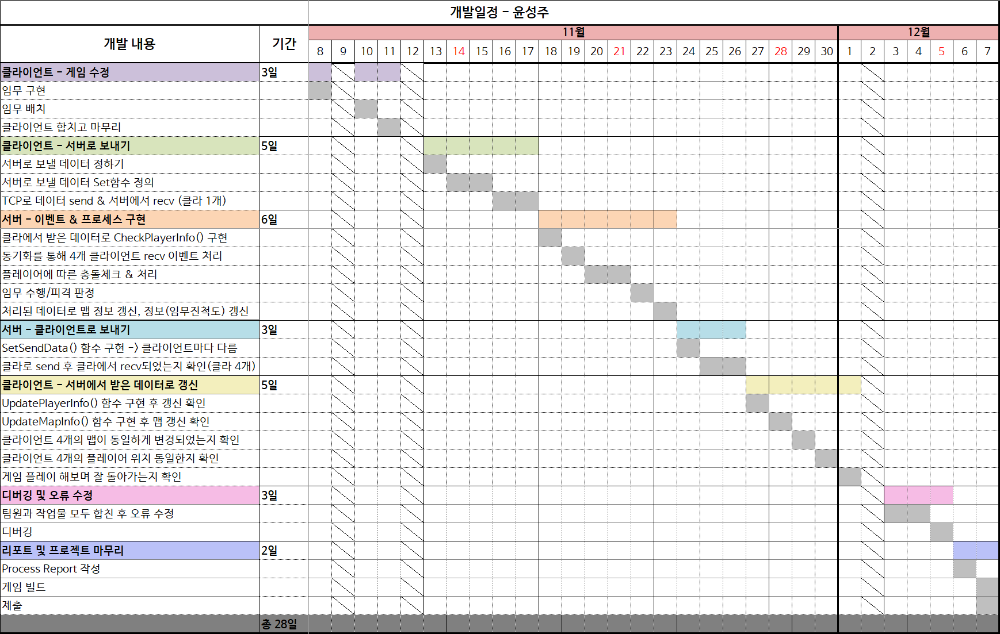 개발일정 - 윤성주
개발 내용 기간 11월 12월
8 9 10 11 12 13 14 15 16 17 18 19 20 21 22 23 24 25 26 27 28 29 30 1 2 3 4 5 6 7
클라이언트 - 게임 수정 3일
임무 구현
임무 배치
클라이언트 합치고 마무리
클라이언트 - 서버로 보내기 5일
서버로 보낼 데이터 정하기
서버로 보낼 데이터 Set함수 정의
TCP로 데이터 send & 서버에서 recv (클라 1개)
서버 - 이벤트 & 프로세스 구현 6일
클라에서 받은 데이터로 CheckPlayerInfo() 구현
동기화를 통해 4개 클라이언트 recv 이벤트 처리
플레이어에 따른 충돌체크 & 처리
임무 수행/피격 판정
처리된 데이터로 맵 정보 갱신, 정보(임무진척도) 갱신
서버 - 클라이언트로 보내기 3일
SetSendData() 함수 구현 -> 클라이언트마다 다름
클라로 send 후 클라에서 recv되었는지 확인(클라 4개)
클라이언트 - 서버에서 받은 데이터로 갱신 5일
UpdatePlayerInfo() 함수 구현 후 갱신 확인
UpdateMapInfo() 함수 구현 후 맵 갱신 확인
클라이언트 4개의 맵이 동일하게 변경되었는지 확인
클라이언트 4개의 플레이어 위치 동일한지 확인
게임 플레이 해보며 잘 돌아가는지 확인
디버깅 및 오류 수정 3일
팀원과 작업물 모두 합친 후 오류 수정
디버깅
리포트 및 프로젝트 마무리 2일
Process Report 작성
게임 빌드
제출
총 28일